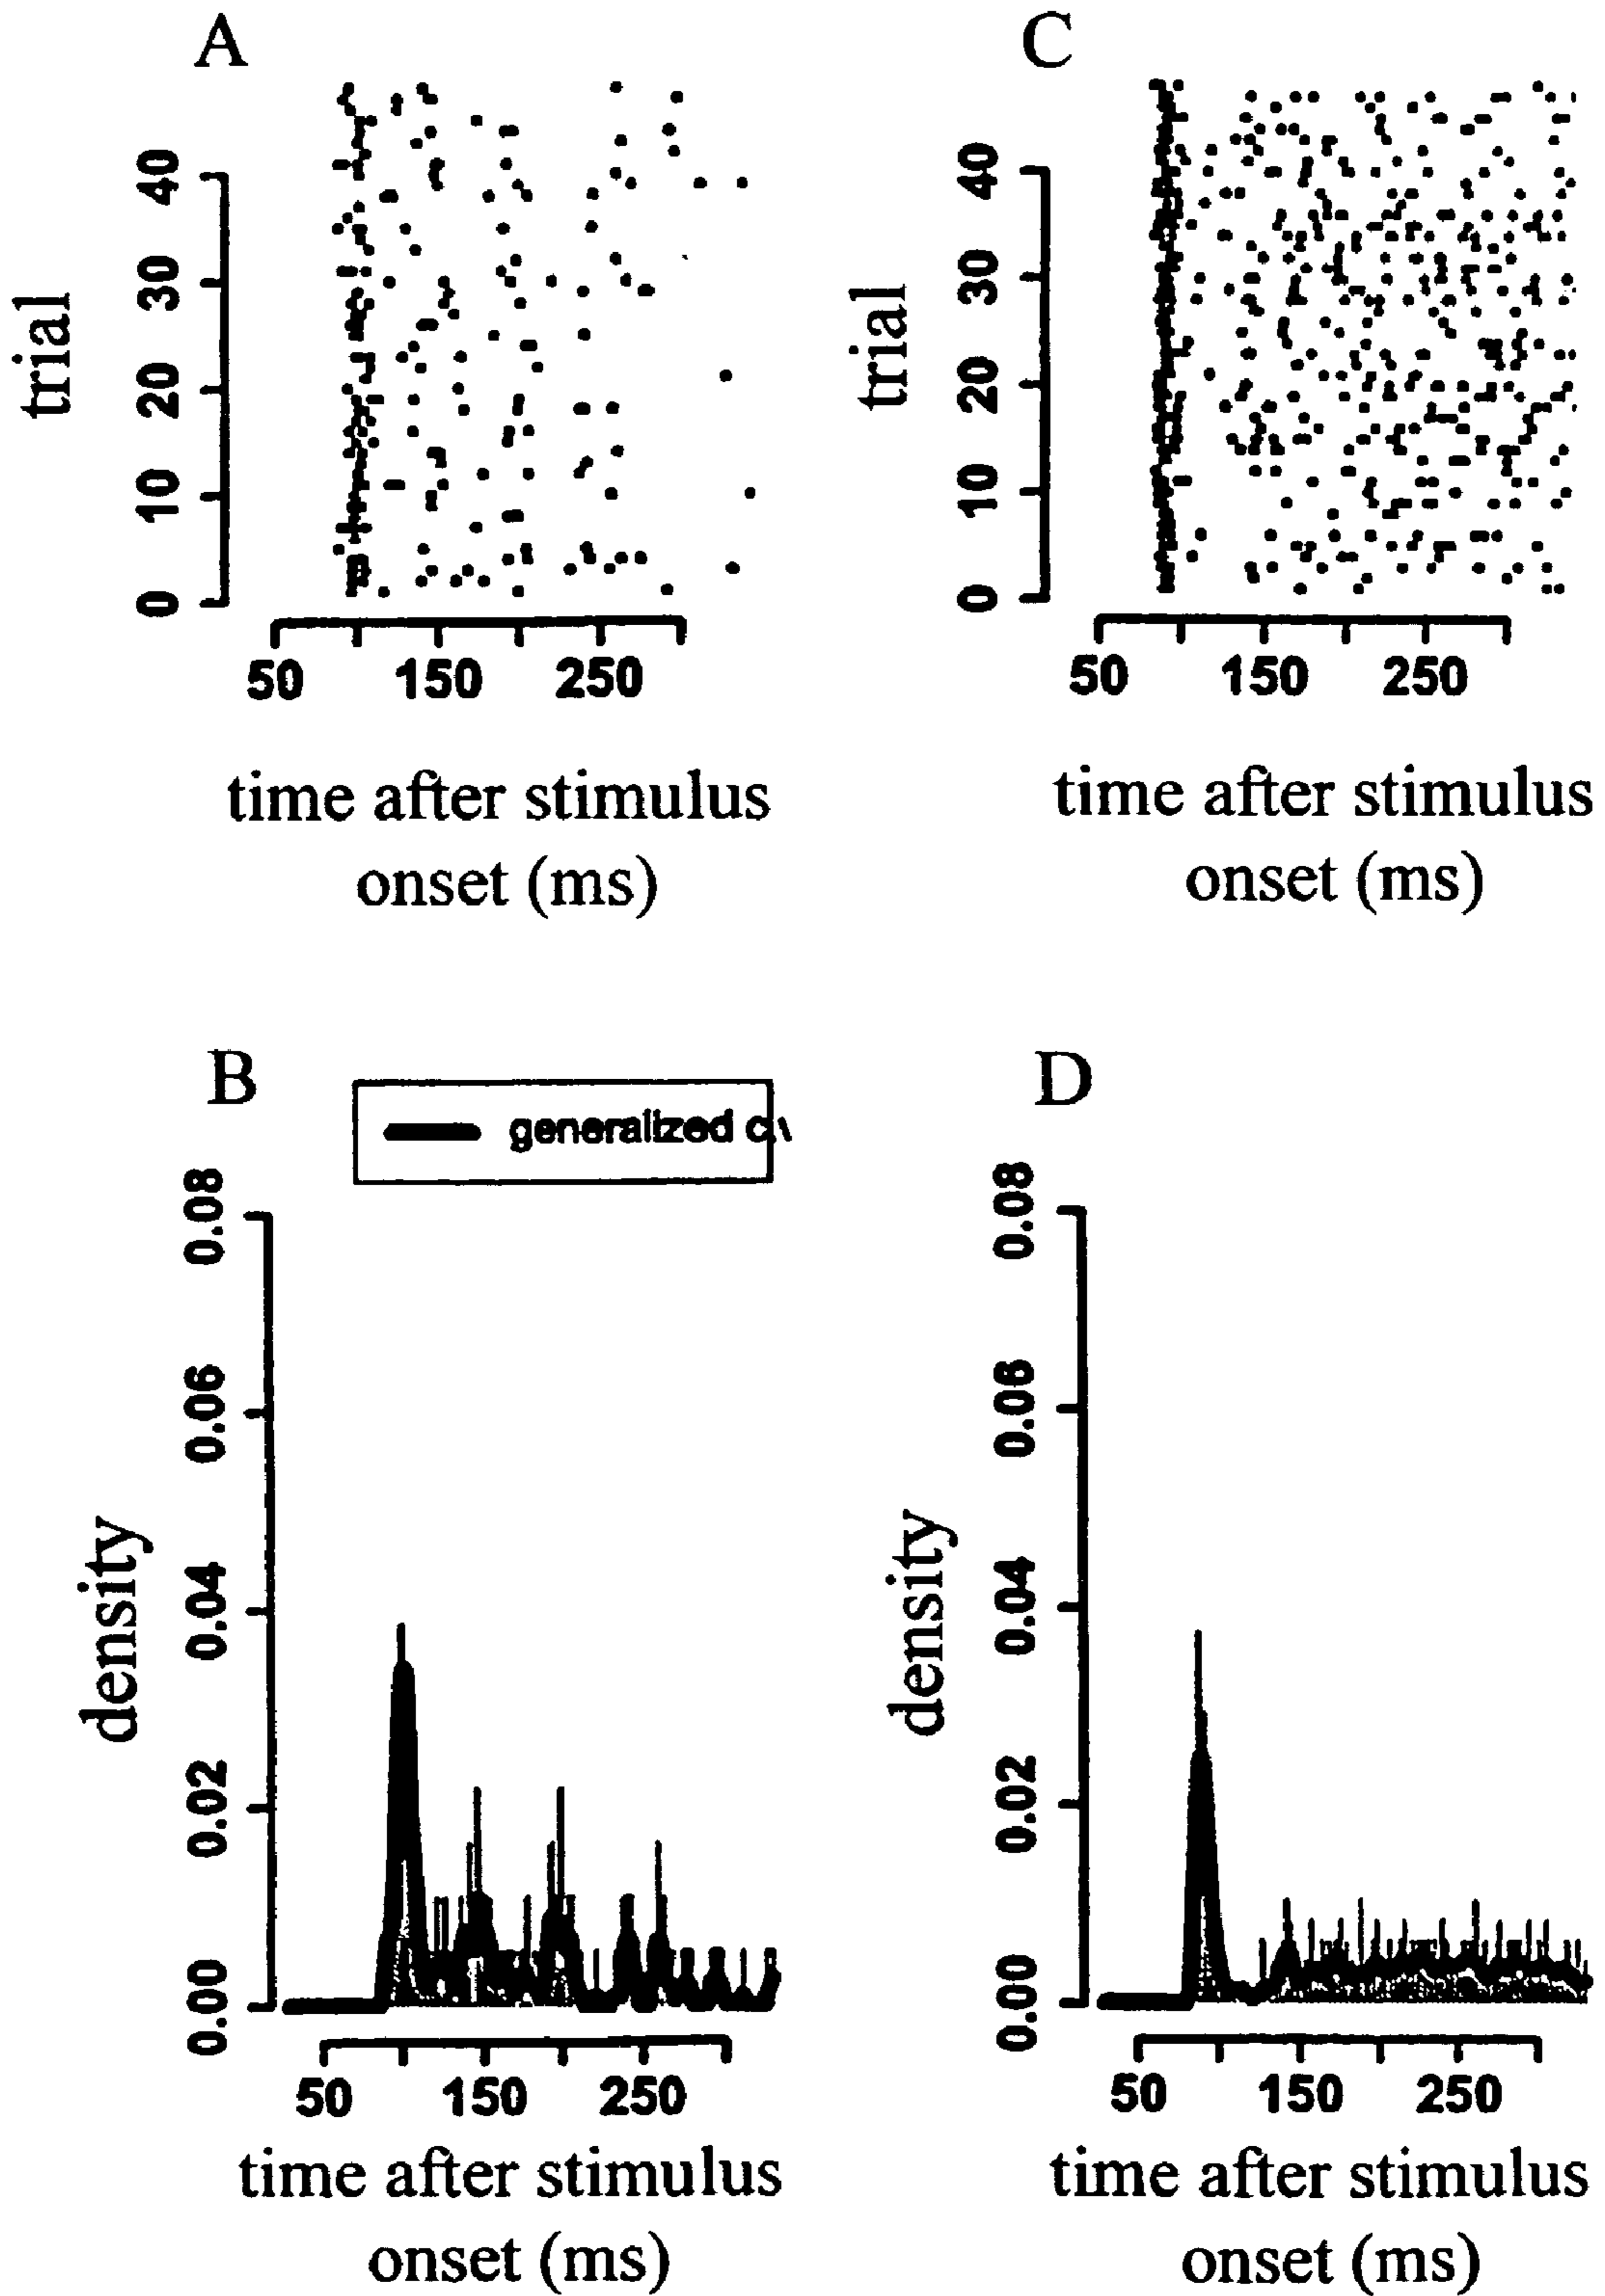 A
trial
40
30
20
10
0
50 150 250
time after stimulus
onset (ms)
C
trial
40
30
20
10
0
50 150 250
time after stimulus
onset (ms)
B
generalized
density
0.08
0.06
0.04
0.02
0.00
50 150 250
time after stimulus
onset (ms)
D
density
0.08
0.06
0.04
0.02
0.00
50 150 250
time after stimulus
onset (ms)